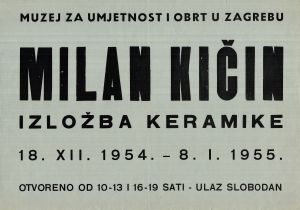 MUZEJ ZA UMJETNOST I OBRT U ZAGREBU
MILAN KIČIN
IZLOŽBA KERAMIKE
18. XII. 1954. – 8. I. 1955.
OTVORENO OD 10-13 I 16-19 SATI - ULAZ SLOBODAN